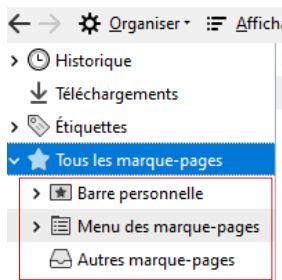 Organiser Affich
Historique
Téléchargements
Étiquettes
Tous les marque-pages
Barre personnelle
Menu des marque-pages
Autres marque-pages